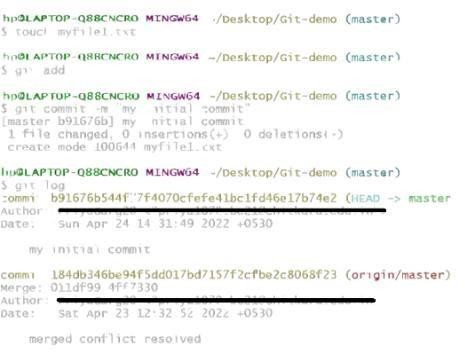 hp@LAPTOP-Q88CNCRO MINGW64 ~/Desktop/Git-demo (master)
$ touch myfile1.txt
hp@LAPTOP-Q88CNCRO MINGW64 ~/Desktop/Git-demo (master)
$ git add
hp@LAPTOP-Q88CNCRO MINGW64 ~/Desktop/Git-demo (master)
$ git commit -m "my initial commit"
[master b91676b] my initial commit
1 file changed, 0 insertions(+) 0 deletions(-)
create mode 100644 myfile1.txt
hp@LAPTOP-Q88CNCRO MINGW64 ~/Desktop/Git-demo (master)
$ git log
commit (HEAD -> master
Author
Date: Sun Apr 24 14 31:49 2022 +0530
my initial commit
commit 184db346be94f5dd017bd7157f2cfbe2c8068f23 (origin/master)
Merge: 011df99 4ff7330
Author:
Date: Sat Apr 23 12:32 52 2022 +0530
merged conflict resolved